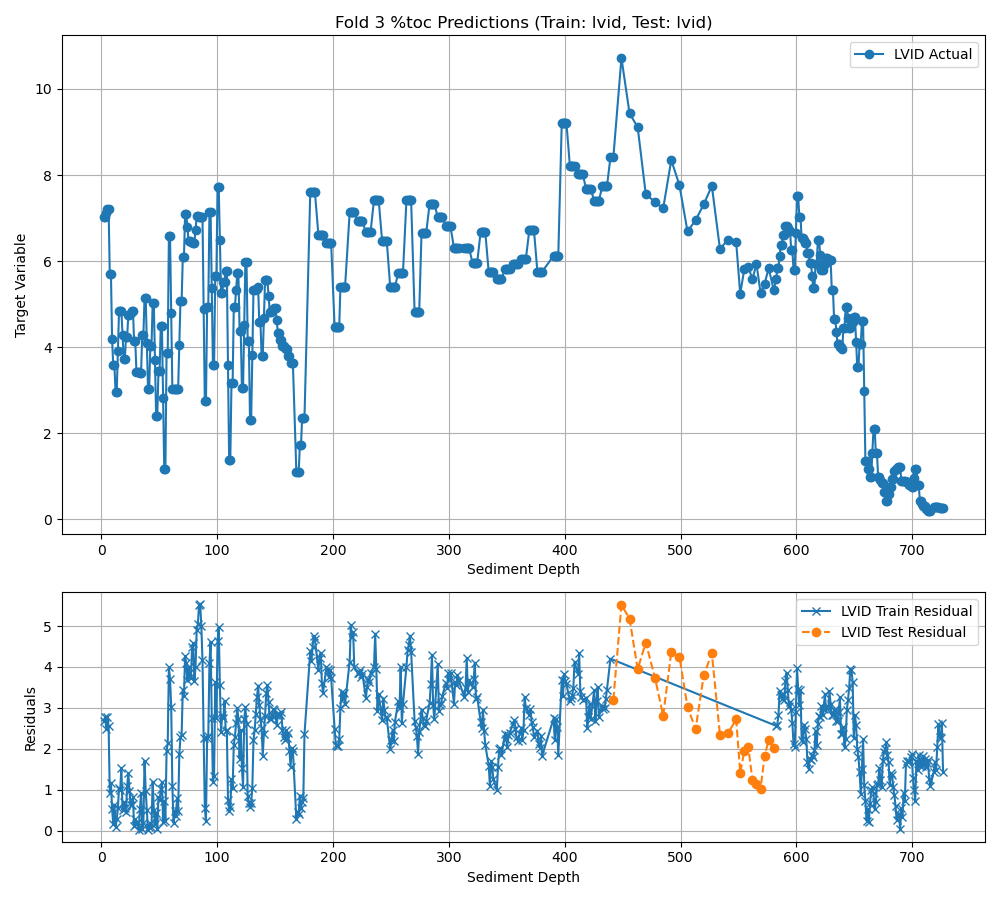 Fold 3 %toc Predictions (Train: lvid, Test: lvid)
LVID Actual
Target Variable
10
8
6
4
2
0
0 100 200 300 400 500 600 700
Sediment Depth
LVID Train Residual
LVID Test Residual
Residuals
5
4
3
2
1
0
0 100 200 300 400 500 600 700
Sediment Depth